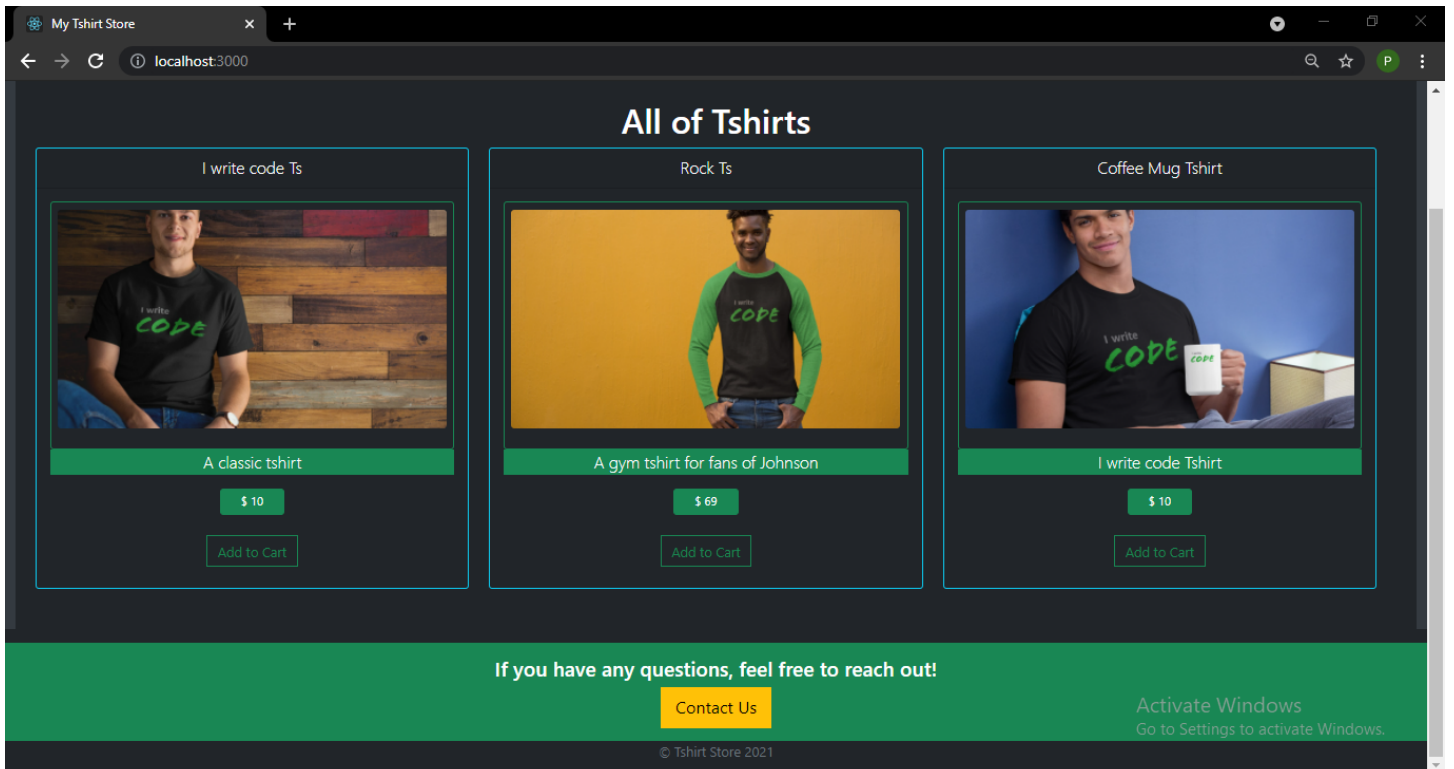 My Tshirt Store
localhost:3000
P
All of Tshirts
I write code Ts
I write
CODE
A classic tshirt
$ 10
Add to Cart
Rock Ts
I write
CODE
A gym tshirt for fans of Johnson
$ 69
Add to Cart
Coffee Mug Tshirt
I write
CODE
I write
CODE
I write code Tshirt
$ 10
Add to Cart
If you have any questions, feel free to reach out!
Contact Us
Activate Windows
Go to Settings to activate Windows.
© Tshirt Store 2021